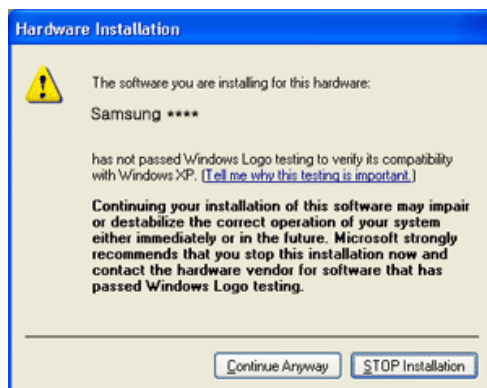 Hardware Installation
The software you are installing for this hardware:
Samsung ****
has not passed Windows Logo testing to verify its compatibility
with Windows XP. (Tell me why this testing is important.)
Continuing your installation of this software may impair
or destabilize the correct operation of your system
either immediately or in the future. Microsoft strongly
recommends that you stop this installation now and
contact the hardware vendor for software that has
passed Windows Logo testing.
Continue Anyway
STOP Installation